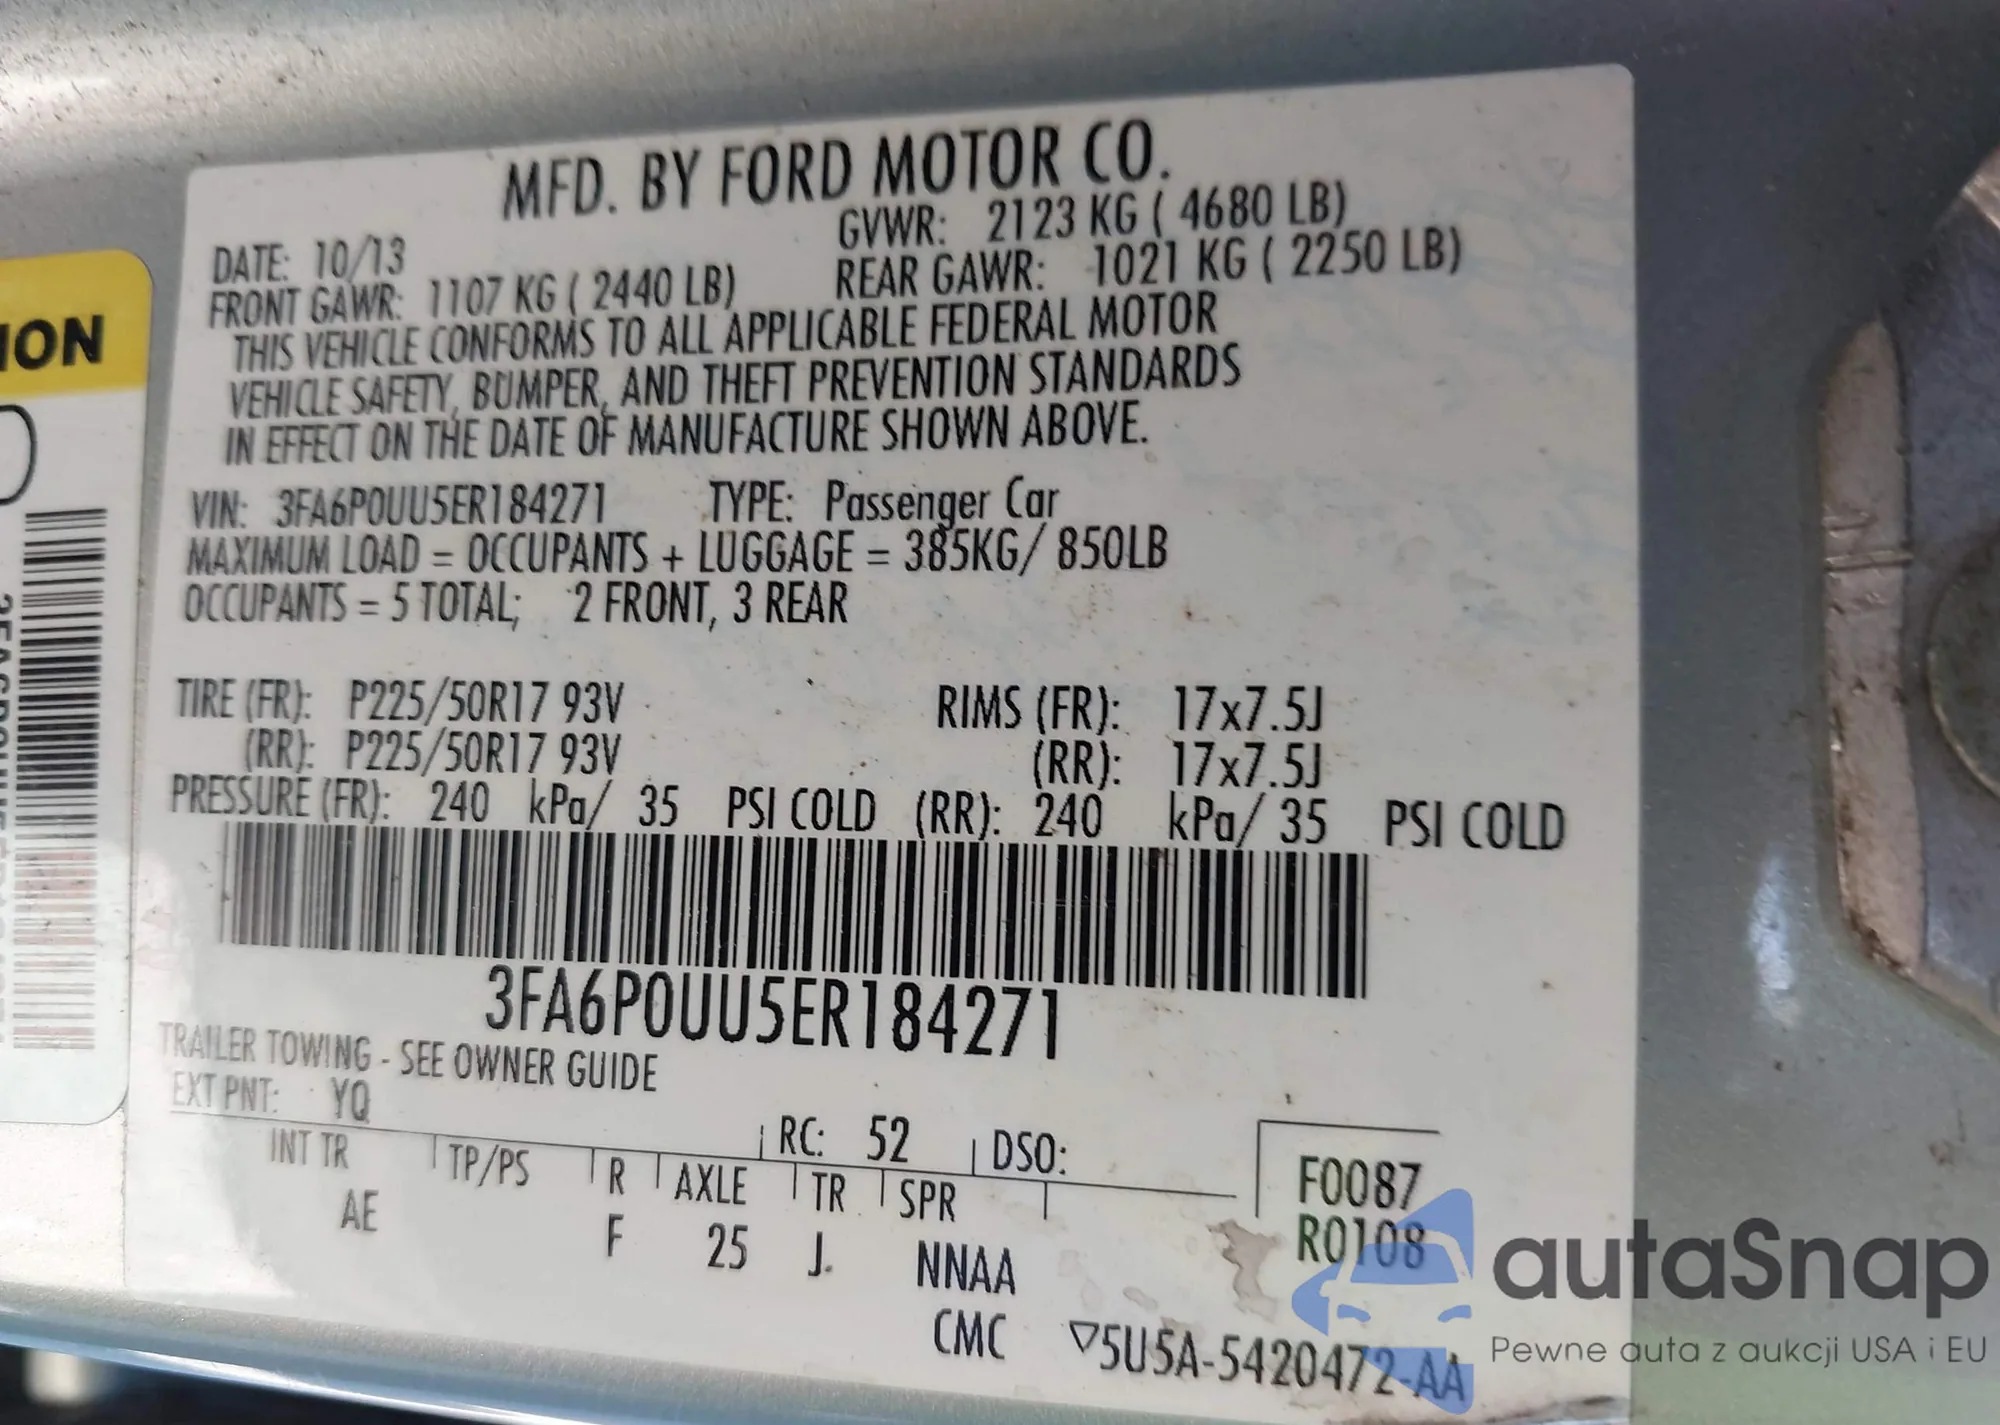 MFD. BY FORD MOTOR CO.
DATE: 10/13 GVWR: 2123 KG ( 4680 LB)
FRONT GAWR: 1107 KG ( 2440 LB) REAR GAWR: 1021 KG ( 2250 LB)
THIS VEHICLE CONFORMS TO ALL APPLICABLE FEDERAL MOTOR
VEHICLE SAFETY, BUMPER, AND THEFT PREVENTION STANDARDS
IN EFFECT ON THE DATE OF MANUFACTURE SHOWN ABOVE.
VIN: 3FA6P0UU5ER184271 TYPE: Passenger Car
MAXIMUM LOAD = OCCUPANTS + LUGGAGE = 385KG/ 850LB
OCCUPANTS = 5 TOTAL; 2 FRONT, 3 REAR
TIRE (FR): P225/50R17 93V RIMS (FR): 17x7.5J
(RR): P225/50R17 93V (RR): 17x7.5J
PRESSURE (FR): 240 kPa/ 35 PSI COLD (RR): 240 kPa/ 35 PSI COLD
3FA6P0UU5ER184271
TRAILER TOWING - SEE OWNER GUIDE
EXT PNT: YQ RC: 52 DSO:
INT TR TP/PS R AXLE TR SPR
AE F 25 J. NNAA
F0087
R0108
CMC ▽5U5A-5420472-AA
ION
autaSnap
Pewne auta z aukcji USA i EU